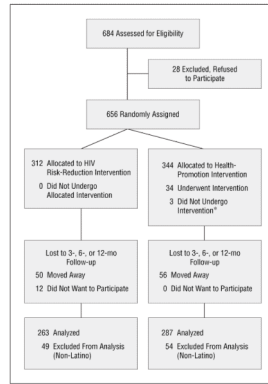 684 Assessed for Eligibility
28 Excluded, Refused
to Participate
656 Randomly Assigned
312 Allocated to HIV
Risk-Reduction Intervention
0 Did Not Undergo
Allocated Intervention
344 Allocated to Health-
Promotion Intervention
34 Underwent Intervention
3 Did Not Undergo
Intervention*
Lost to 3-, 6-, or 12-mo
Follow-up
50 Moved Away
12 Did Not Want to Participate
Lost to 3-, 6-, or 12-mo
Follow-up
56 Moved Away
0 Did Not Want to Participate
263 Analyzed
49 Excluded From Analysis
(Non-Latino)
287 Analyzed
54 Excluded From Analysis
(Non-Latino)